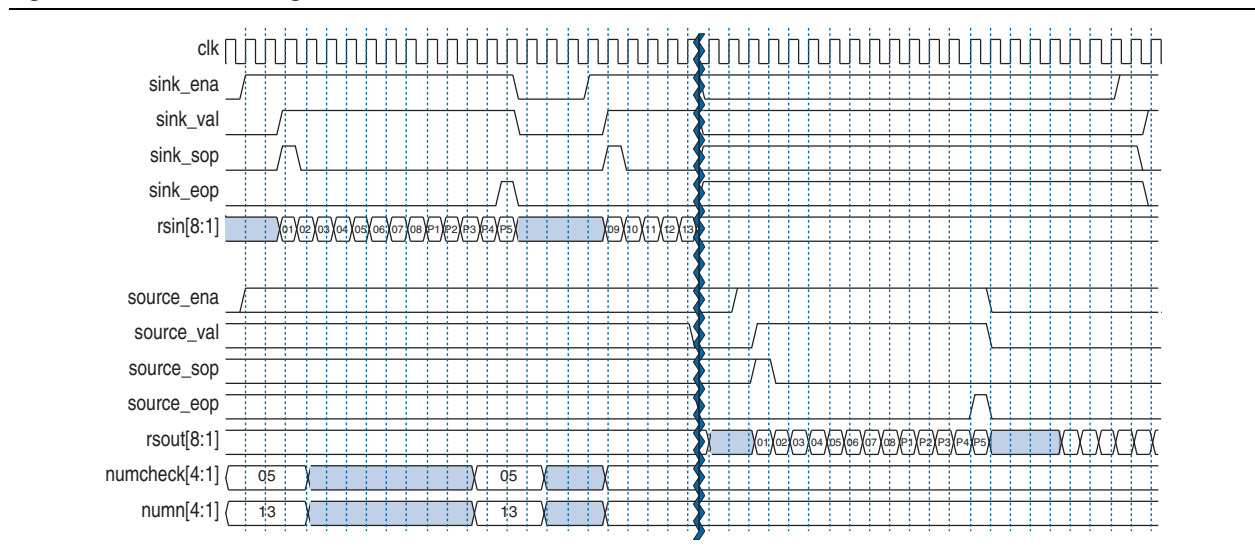 clk
sink_ena
sink_val
sink_sop
sink_eop
rsin[8:1] 01 02 03 04 05 06 07 08 P1 P2 P3 P4 P5 09 10 11 12 13
source_ena
source_val
source_sop
source_eop
rsout[8:1] 01 02 03 04 05 06 07 08 P1 P2 P3 P4 P5
numcheck[4:1] 05 05
numn[4:1] 13 13